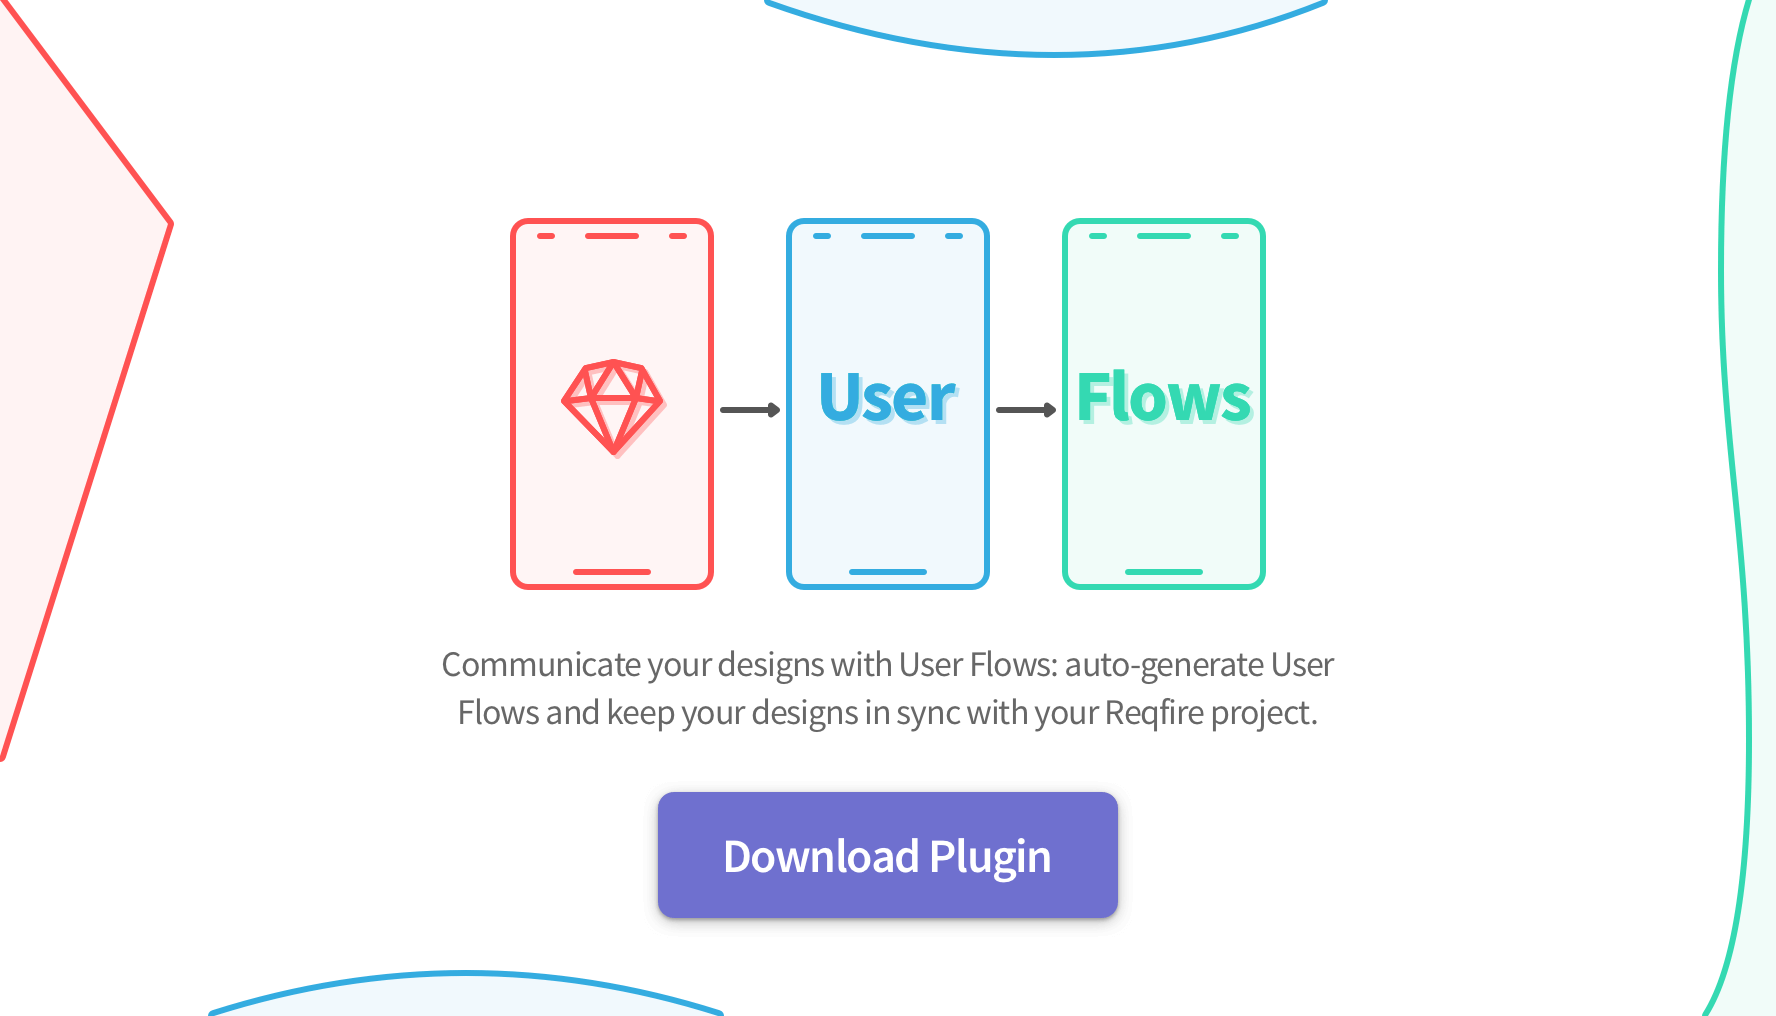 User Flows
Communicate your designs with User Flows: auto-generate User
Flows and keep your designs in sync with your Reqfire project.
Download Plugin